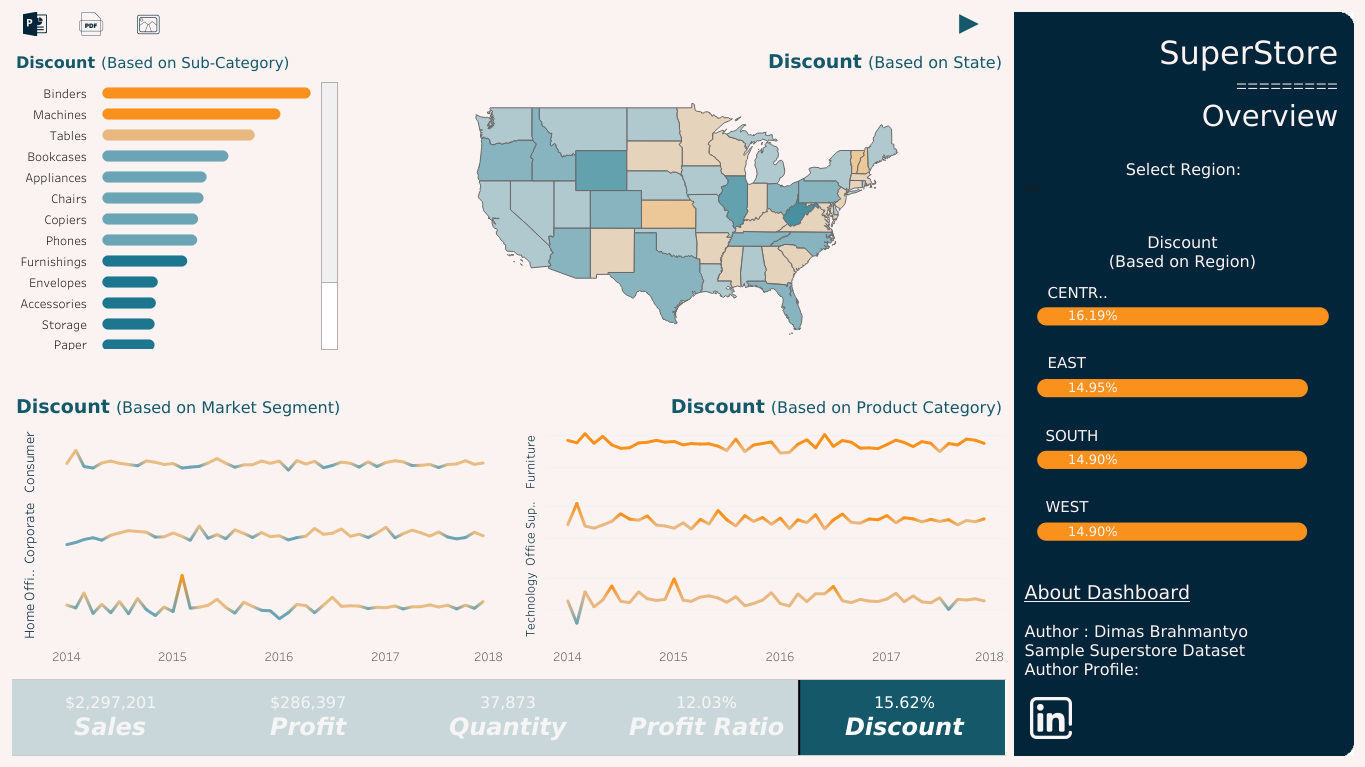 P
PDF
Discount (Based on Sub-Category)
Binders
Machines
Tables
Bookcases
Appliances
Chairs
Copiers
Phones
Furnishings
Envelopes
Accessories
Storage
Paper
Discount (Based on State)
Discount (Based on Market Segment)
Consumer
Corporate
Home Offi..
2014
2015
2016
2017
2018
Discount (Based on Product Category)
Furniture
Office Sup..
Technology
2014
2015
2016
2017
2018
$2,297,201
Sales
$286,397
Profit
37,873
Quantity
12.03%
Profit Ratio
15.62%
Discount
SuperStore
=========
Overview
Select Region:
Discount
(Based on Region)
CENTR..
16.19%
EAST
14.95%
SOUTH
14.90%
WEST
14.90%
About Dashboard
Author : Dimas Brahmantyo
Sample Superstore Dataset
Author Profile:
in